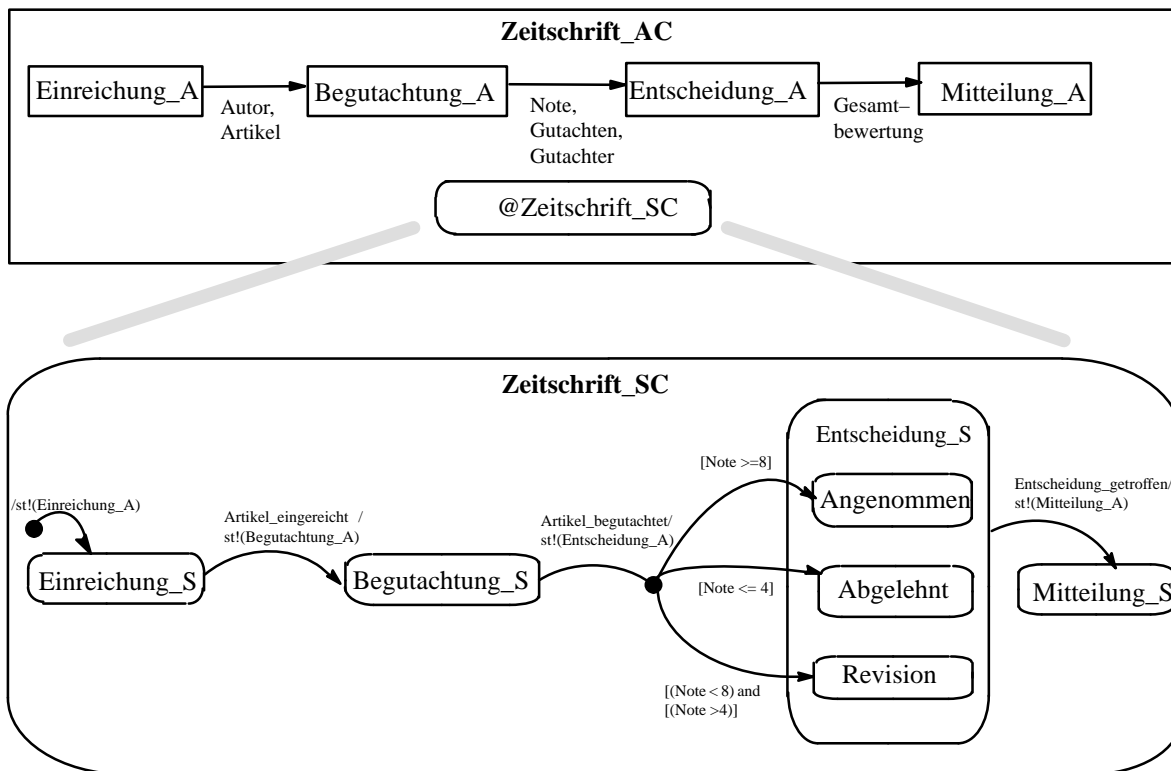 Zeitschrift_AC
Einreichung_A
Begutachtung_A
Entscheidung_A
Mitteilung_A
Autor,
Artikel
Note,
Gutachten,
Gutachter
Gesamt–
bewertung
@Zeitschrift_SC
Zeitschrift_SC
/st!(Einreichung_A)
Einreichung_S
Artikel_eingereicht /
st!(Begutachtung_A)
Begutachtung_S
Artikel_begutachtet/
st!(Entscheidung_A)
[Note >=8]
[Note <= 4]
[(Note < 8) and
[(Note >4)]
Entscheidung_S
Angenommen
Abgelehnt
Revision
Entscheidung_getroffen/
st!(Mitteilung_A)
Mitteilung_S